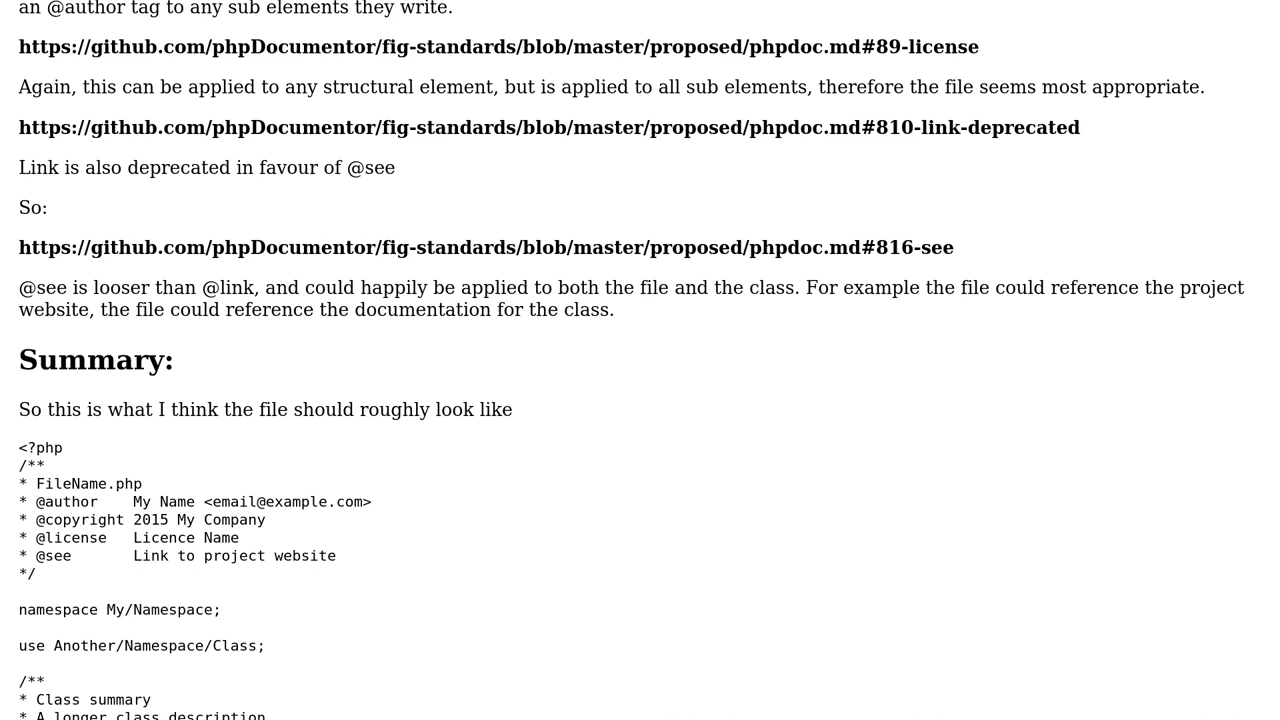 an @author tag to any sub elements they write.
https://github.com/phpDocumentor/fig-standards/blob/master/proposed/phpdoc.md#89-license
Again, this can be applied to any structural element, but is applied to all sub elements, therefore the file seems most appropriate.
https://github.com/phpDocumentor/fig-standards/blob/master/proposed/phpdoc.md#810-link-deprecated
Link is also deprecated in favour of @see
So:
https://github.com/phpDocumentor/fig-standards/blob/master/proposed/phpdoc.md#816-see
@see is looser than @link, and could happily be applied to both the file and the class. For example the file could reference the project
website, the file could reference the documentation for the class.
Summary:
So this is what I think the file should roughly look like
<?php
/**
* FileName.php
* @author    My Name <email@example.com>
* @copyright 2015 My Company
* @license   Licence Name
* @see       Link to project website
*/
namespace My/Namespace;
use Another/Namespace/Class;
/**
* Class summary
* A longer class description